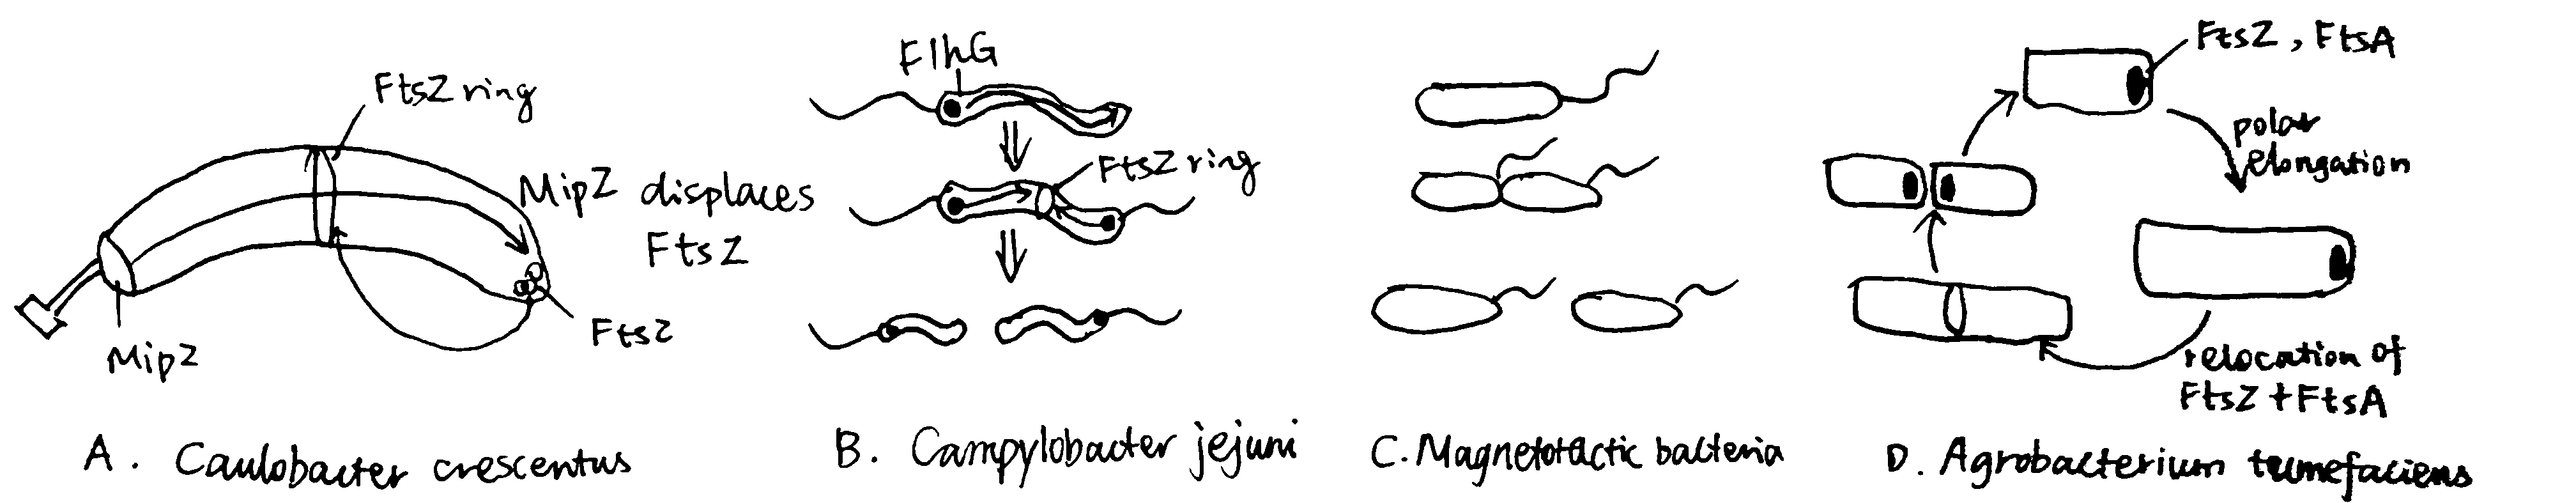 FtsZ ring
MipZ displaces
FtsZ
FtsZ
MipZ
A. Caulobacter crescentus
FlhG
FtsZ ring
B. Campylobacter jejuni
C. Magnetotactic bacteria
FtsZ, FtsA
polar
elongation
relocation of
FtsZ + FtsA
D. Agrobacterium tumefaciens